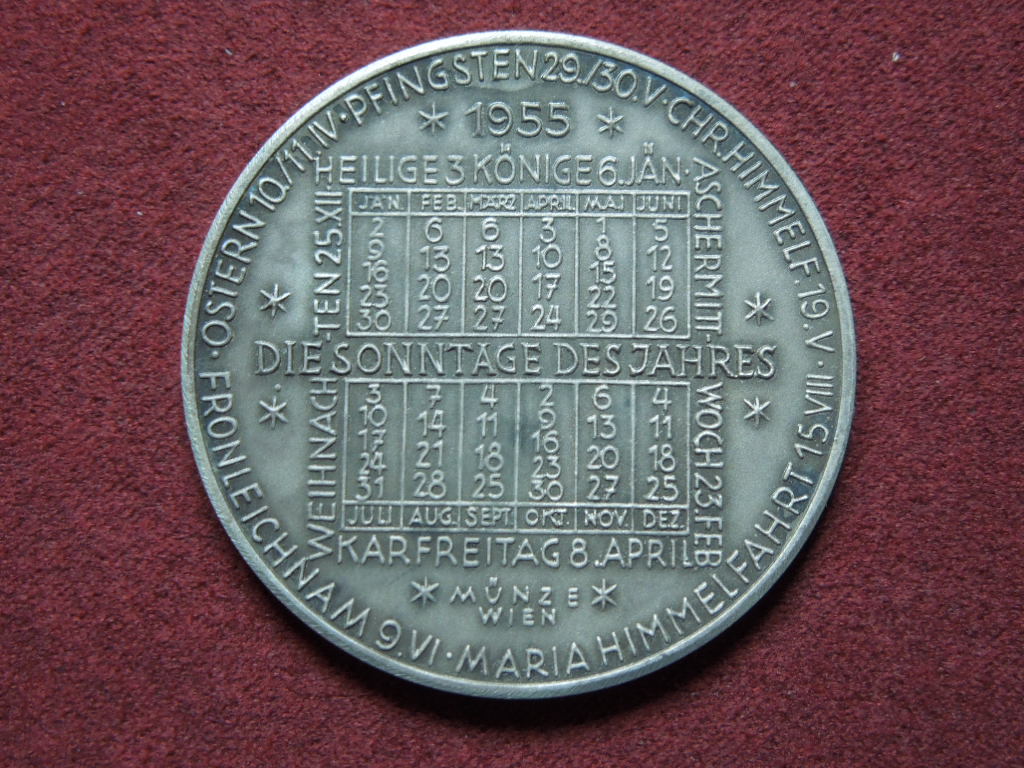 OSTERN 10./11.IV · PFINGSTEN 29./30.V · CHR.HIMMELF. 19.V · MARIA HIMMELFAHRT 15.VIII · FRONLEICHNAM 9.VI ·
* 1955 *
HEILIGE 3 KÖNIGE 6. JÄN ·
ASCHERMITT-
WOCH 23.FEB
WEIHNACH-
TEN 25.XII.
JÄN. FEB. MÄRZ APRIL MAI JUNI
2 6 6 3 1 5
9 13 13 10 8 12
16 20 20 17 15 19
23 27 27 24 22 26
30 29
DIE SONNTAGE DES JAHRES
3 7 4 2 6 4
10 14 11 9 13 11
17 21 18 16 20 18
24 28 25 23 27 25
31 30
JULI AUG. SEPT. OKT. NOV. DEZ.
KARFREITAG 8. APRIL
* MÜNZE *
WIEN